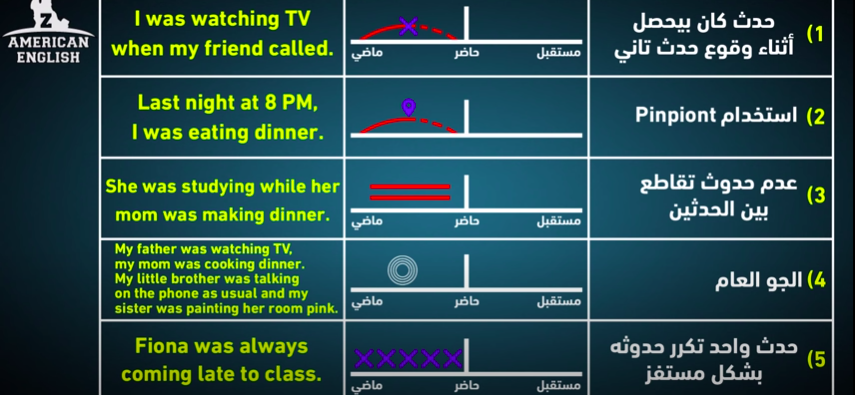 Z
AMERICAN
ENGLISH
I was watching TV
when my friend called.
ماضي
حاضر
مستقبل
1)
حدث كان بيحصل
أثناء وقوع حدث تاني
Last night at 8 PM,
I was eating dinner.
ماضي
حاضر
مستقبل
2) استخدام Pinpiont
She was studying while her
mom was making dinner.
ماضي
حاضر
مستقبل
3)
عدم حدوث تقاطع
بين الحدثين
My father was watching TV,
my mom was cooking dinner.
My little brother was talking
on the phone as usual and my
sister was painting her room pink.
ماضي
حاضر
مستقبل
4) الجو العام
Fiona was always
coming late to class.
ماضي
حاضر
مستقبل
5)
حدث واحد تكرر حدوثه
بشكل مستفز